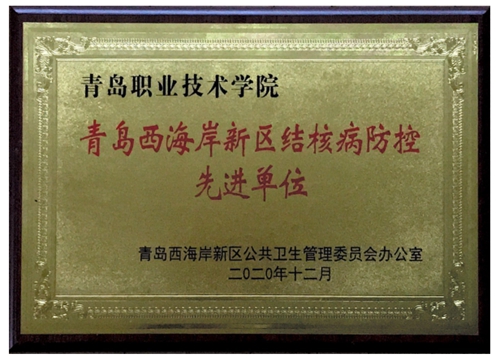 青岛职业技术学院
青岛西海岸新区结核病防控
先进单位
青岛西海岸新区公共卫生管理委员会办公室
二0二0年十二月